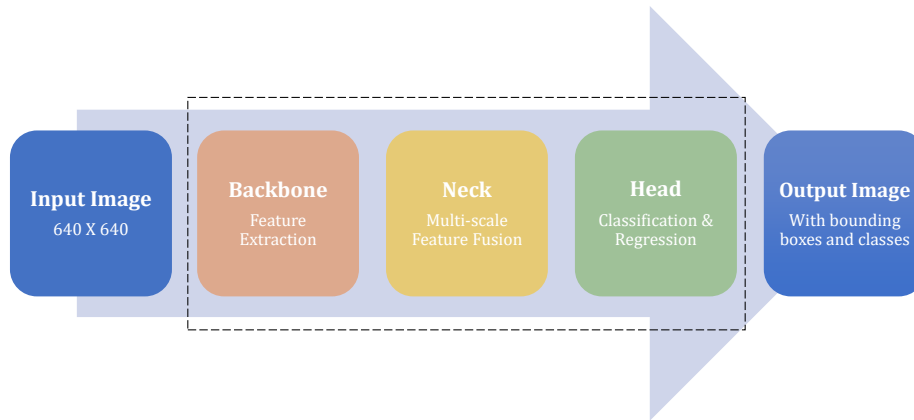 Input Image
640 X 640
Backbone
Feature
Extraction
Neck
Multi-scale
Feature Fusion
Head
Classification &
Regression
Output Image
With bounding
boxes and classes